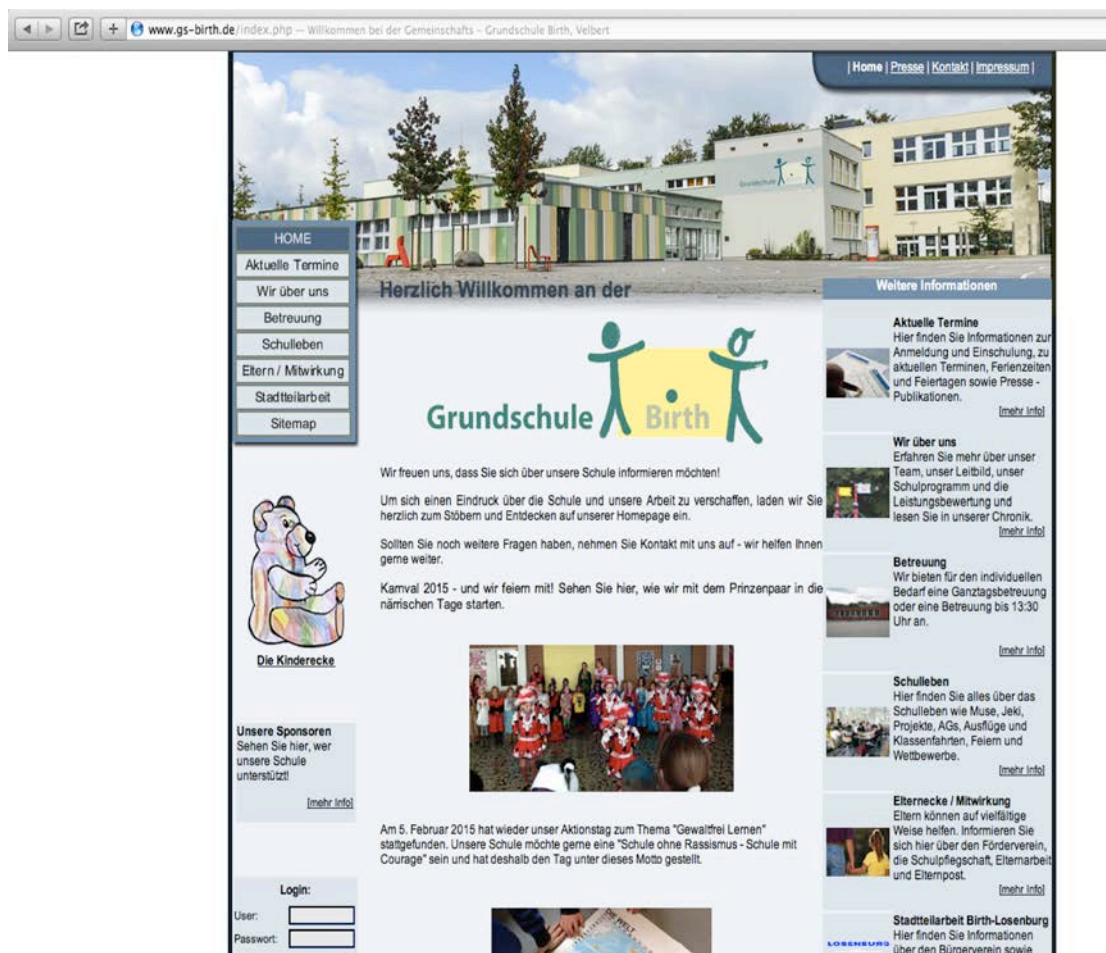 www.gs-birth.de/index.php — Willkommen bei der Gemeinschafts - Grundschule Birth, Velbert
| Home | Presse | Kontakt | Impressum |
Grundschule
HOME
Aktuelle Termine
Wir über uns
Betreuung
Schulleben
Eltern / Mitwirkung
Stadtteilarbeit
Sitemap
Die Kinderecke
Unsere Sponsoren
Sehen Sie hier, wer
unsere Schule
unterstützt!
[mehr Info]
Login:
User:
Passwort:
Herzlich Willkommen an der
Grundschule Birth
Wir freuen uns, dass Sie sich über unsere Schule informieren möchten!
Um sich einen Eindruck über die Schule und unsere Arbeit zu verschaffen, laden wir Sie
herzlich zum Stöbern und Entdecken auf unserer Homepage ein.
Sollten Sie noch weitere Fragen haben, nehmen Sie Kontakt mit uns auf - wir helfen Ihnen
gerne weiter.
Karnval 2015 - und wir feiern mit! Sehen Sie hier, wie wir mit dem Prinzenpaar in die
närrischen Tage starten.
Am 5. Februar 2015 hat wieder unser Aktionstag zum Thema "Gewaltfrei Lernen"
stattgefunden. Unsere Schule möchte gerne eine "Schule ohne Rassismus - Schule mit
Courage" sein und hat deshalb den Tag unter dieses Motto gestellt.
DIE WELT
Weitere Informationen
Aktuelle Termine
Hier finden Sie Informationen zur
Anmeldung und Einschulung, zu
aktuellen Terminen, Ferienzeiten
und Feiertagen sowie Presse -
Publikationen.
[mehr Info]
Wir über uns
Erfahren Sie mehr über unser
Team, unser Leitbild, unser
Schulprogramm und die
Leistungsbewertung und
lesen Sie in unserer Chronik.
[mehr Info]
Betreuung
Wir bieten für den individuellen
Bedarf eine Ganztagsbetreuung
oder eine Betreuung bis 13:30
Uhr an.
[mehr Info]
Schulleben
Hier finden Sie alles über das
Schulleben wie Muse, Jeki,
Projekte, AGs, Ausflüge und
Klassenfahrten, Feiern und
Wettbewerbe.
[mehr Info]
Elternecke / Mitwirkung
Eltern können auf vielfältige
Weise helfen. Informieren Sie
sich hier über den Förderverein,
die Schulpflegschaft, Elternarbeit
und Elternpost.
[mehr Info]
Stadtteilarbeit Birth-Losenburg
Hier finden Sie Informationen
über den Bürgerverein sowie
LOSENBURG